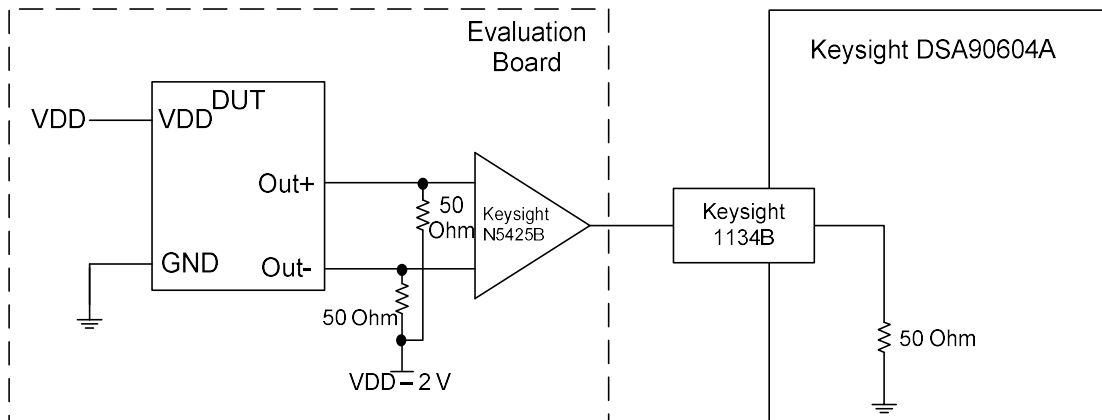 Evaluation
Board
Keysight DSA90604A
DUT
VDD
VDD
Out+
50
Ohm
Keysight
N5425B
Keysight
1134B
GND
Out-
50 Ohm
50 Ohm
VDD – 2 V